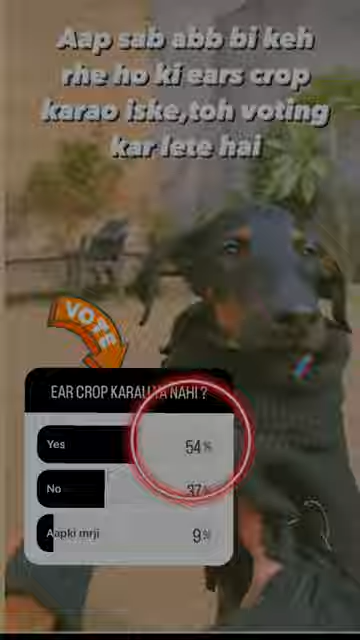 Aap sab abb bi keh
rhe ho ki ears crop
karao iske,toh voting
kar lete hai
VOTE
EAR CROP KARAU YA NAHI ?
Yes 54%
No 37%
Aapki mrji 9%